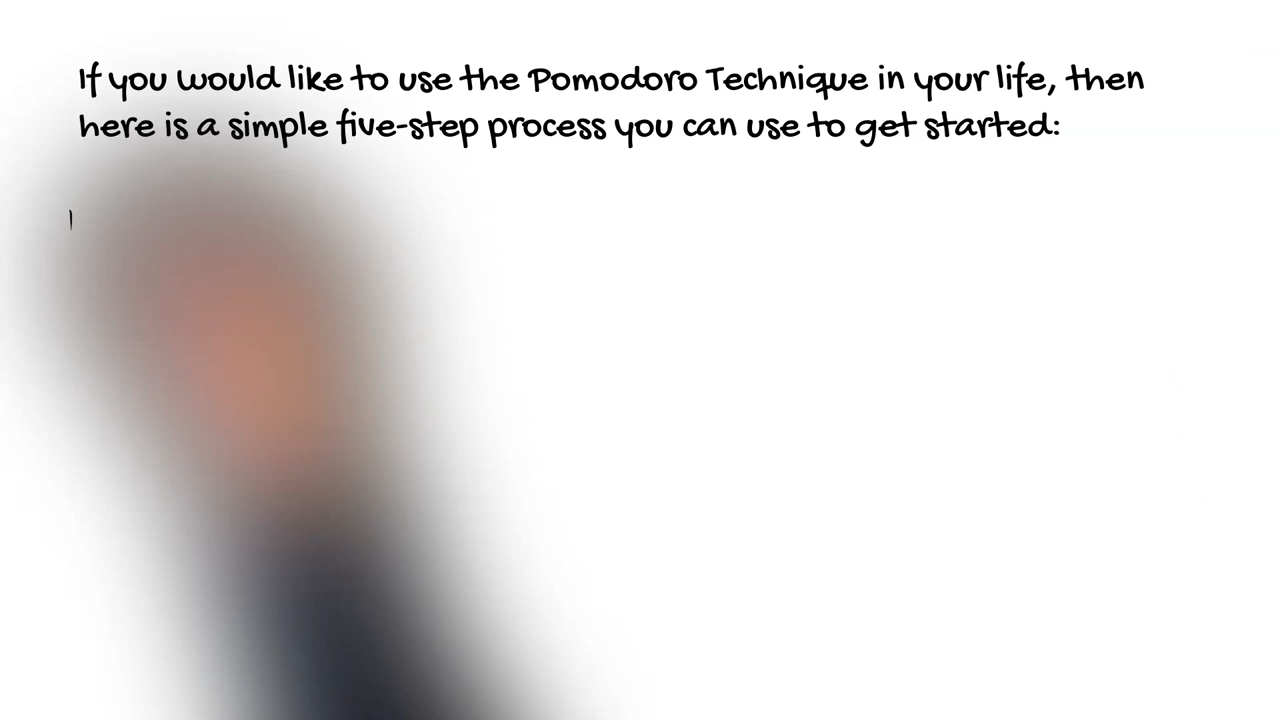 If you would like to use the Pomodoro Technique in your life, then
here is a simple five-step process you can use to get started: